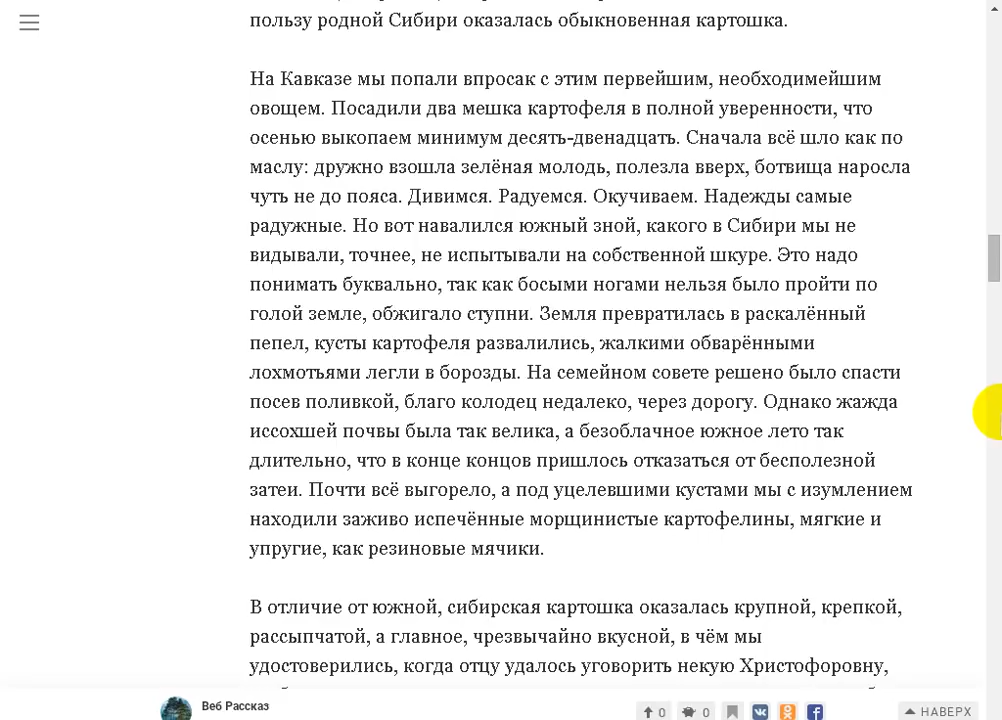 пользу родной Сибири оказалась обыкновенная картошка.
На Кавказе мы попали впросак с этим первейшим, необходимейшим
овощем. Посадили два мешка картофеля в полной уверенности, что
осенью выкопаем минимум десять-двенадцать. Сначала всё шло как по
маслу: дружно взошла зелёная молодь, полезла вверх, ботвища наросла
чуть не до пояса. Дивимся. Радуемся. Окучиваем. Надежды самые
радужные. Но вот навалился южный зной, какого в Сибири мы не
видывали, точнее, не испытывали на собственной шкуре. Это надо
понимать буквально, так как босыми ногами нельзя было пройти по
голой земле, обжигало ступни. Земля превратилась в раскалённый
пепел, кусты картофеля развалились, жалкими обварёнными
лохмотьями легли в борозды. На семейном совете решено было спасти
посев поливкой, благо колодец недалеко, через дорогу. Однако жажда
иссохшей почвы была так велика, а безоблачное южное лето так
длительно, что в конце концов пришлось отказаться от бесполезной
затеи. Почти всё выгорело, а под уцелевшими кустами мы с изумлением
находили заживо испечённые морщинистые картофелины, мягкие и
упругие, как резиновые мячики.
В отличие от южной, сибирская картошка оказалась крупной, крепкой,
рассыпчатой, а главное, чрезвычайно вкусной, в чём мы
удостоверились, когда отцу удалось уговорить некую Христофоровну,
Веб Рассказ
0 0 НАВЕРХ